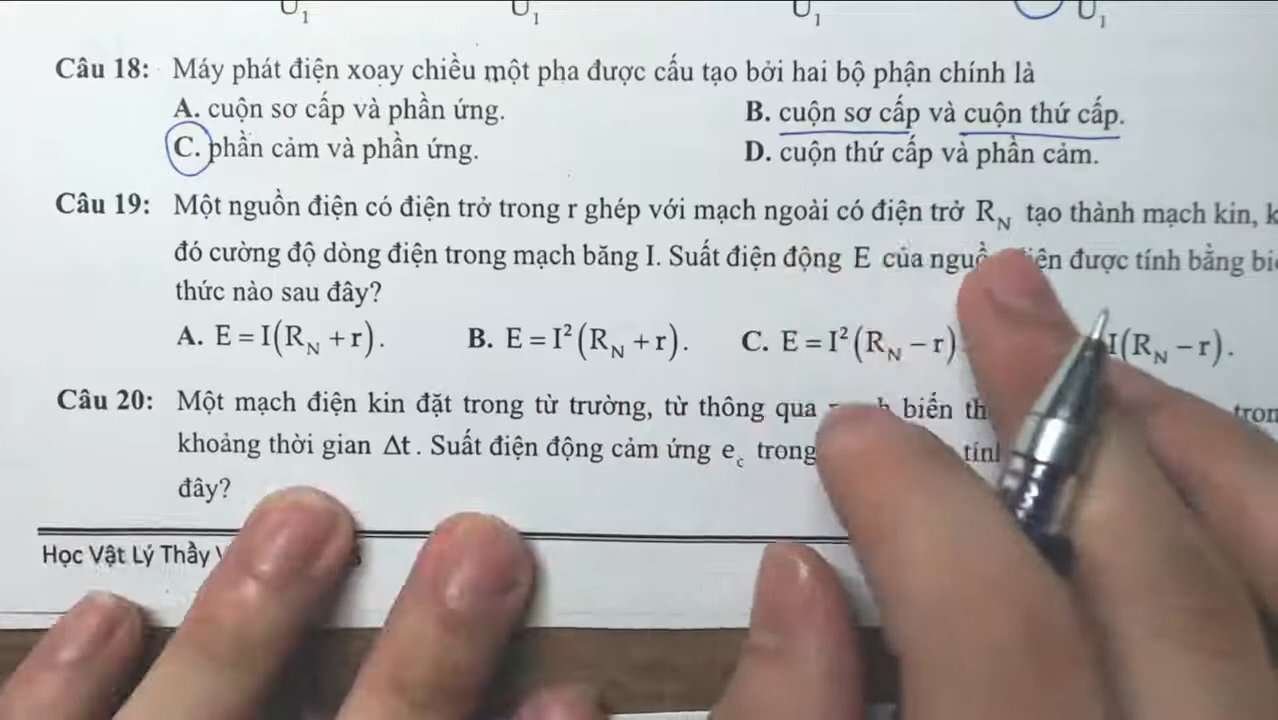 U₁ U₁ U₁ U₁
Câu 18: Máy phát điện xoay chiều một pha được cấu tạo bởi hai bộ phận chính là
A. cuộn sơ cấp và phần ứng. B. cuộn sơ cấp và cuộn thứ cấp.
C. phần cảm và phần ứng. D. cuộn thứ cấp và phần cảm.
Câu 19: Một nguồn điện có điện trở trong r ghép với mạch ngoài có điện trở R_N tạo thành mạch kín,
đó cường độ dòng điện trong mạch bằng I. Suất điện động E của được tính bằng
thức nào sau đây?
A. E = I(R_N + r). B. E = I²(R_N + r). C. E = I²(R_N − r) I(R_N − r).
Câu 20: Một mạch điện kín đặt trong từ trường, từ thông qua biến
khoảng thời gian Δt. Suất điện động cảm ứng e_c trong
đây?
Học Vật Lý Thầy